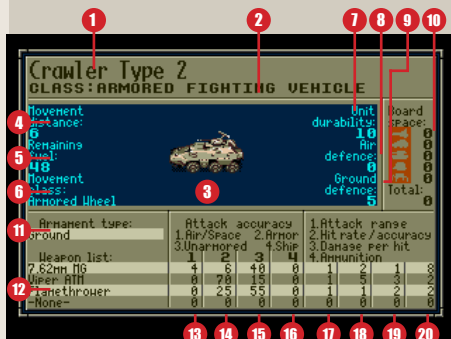 1
2
7
8
9
10
Crawler Type 2
CLASS:ARMORED FIGHTING VEHICLE
4
Movement distance:
6
5
Remaining fuel:
48
6
Movement class:
Armored Wheel
3
Unit durability:
10
Air defence:
0
Ground defence:
5
Board space:
0
0
0
0
0
Total:
0
11
Armament type:
Ground
Attack accuracy
1.Air/Space 2.Armor
3.Unarmored 4.Ship
1.Attack range
2.Hit rate/accuracy
3.Damage per hit
4.Ammunition
12
Weapon list: 1 2 3 4 1 2 3 4
7.62mm MG 4 6 40 0 1 2 1 8
Viper ATM 0 70 15 0 1 5 3 2
Flamethrower 0 25 55 0 1 1 2 2
-None- 0 0 0 0 0 0 0 0
13 14 15 16 17 18 19 20